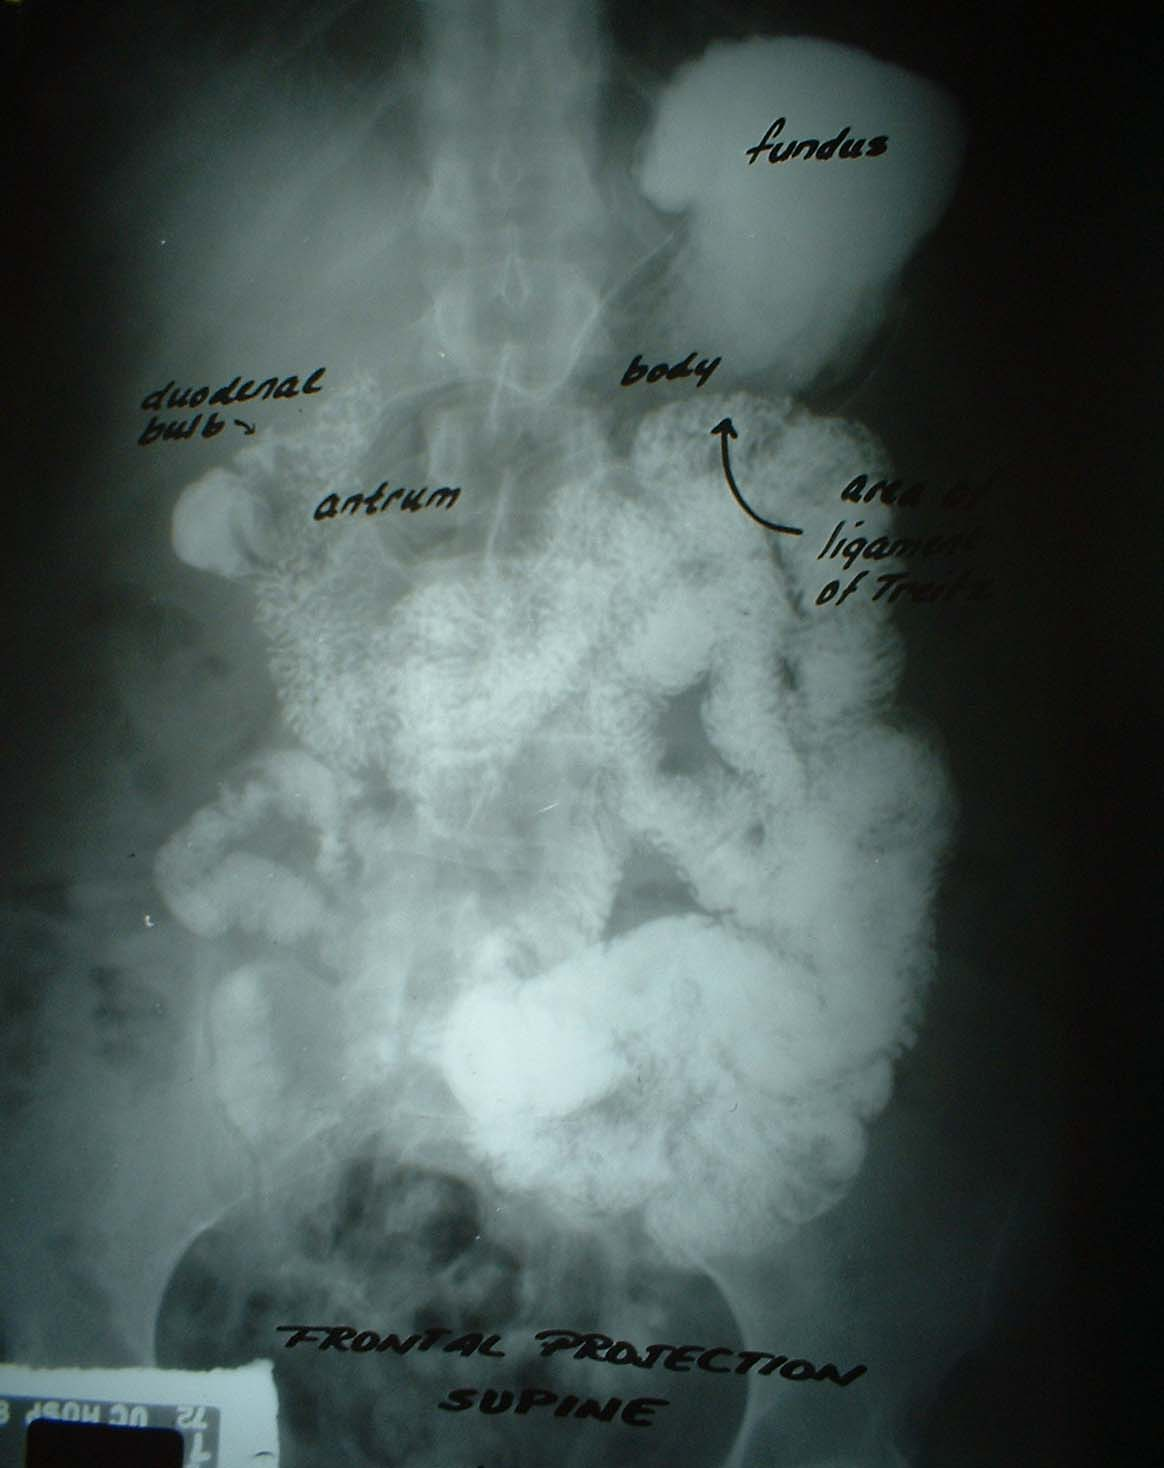 fundus
body
duodenal
bulb
antrum
area of
ligament
of Treitz
FRONTAL PROJECTION
SUPINE